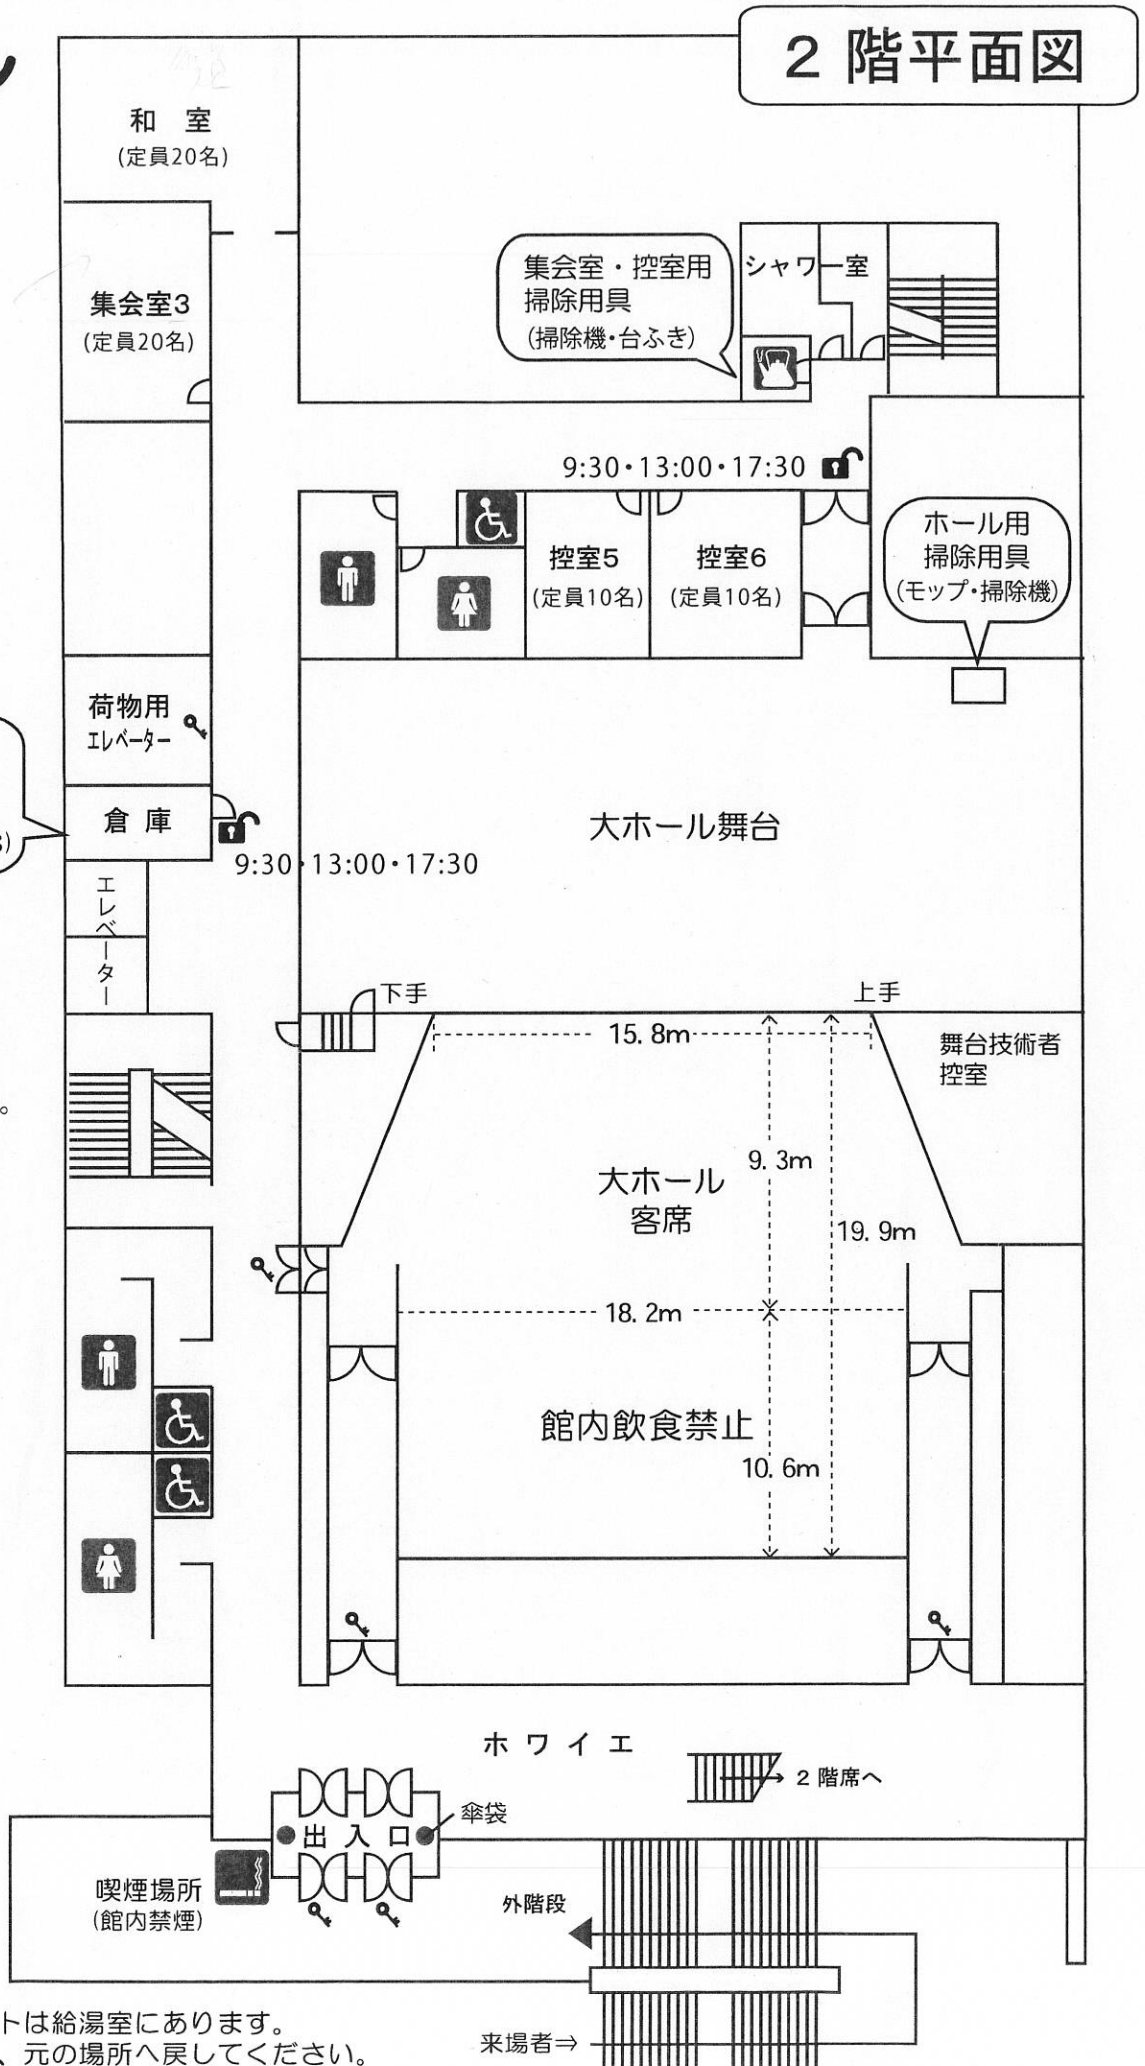 2 階平面図
和 室
(定員20名)
集会室3
(定員20名)
集会室・控室用
掃除用具
(掃除機・台ふき)
シャワー室
9:30・13:00・17:30
控室5
(定員10名)
控室6
(定員10名)
ホール用
掃除用具
(モップ・掃除機)
荷物用
エレベーター
倉 庫
9:30・13:00・17:30
エレベーター
大ホール舞台
下手
上手
15.8m
舞台技術者
控室
9.3m
大ホール
客席
19.9m
18.2m
館内飲食禁止
10.6m
ホワイエ
2 階席へ
傘袋
出 入 口
喫煙場所
(館内禁煙)
外階段
トは給湯室にあります。
、元の場所へ戻してください。
来場者⇒